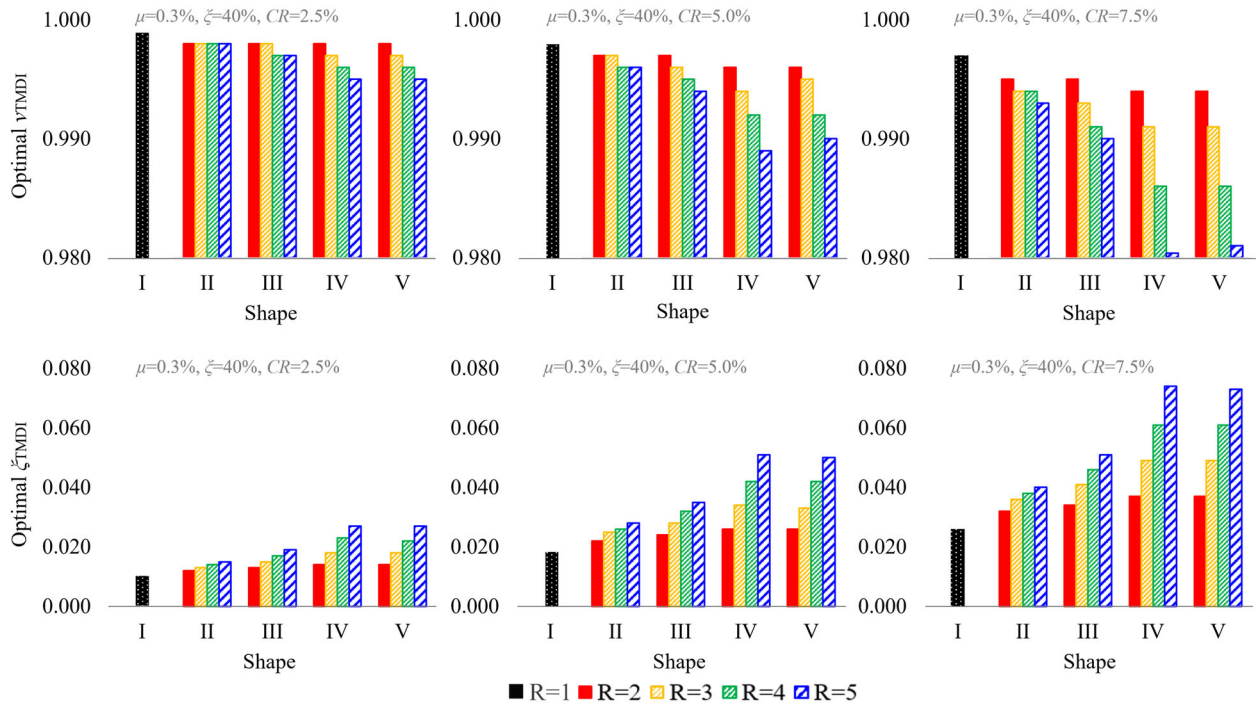 μ=0.3%, ξ=40%, CR=2.5%
1.000
0.990
0.980
Optimal νTMDI
I II III IV V
Shape
μ=0.3%, ξ=40%, CR=5.0%
1.000
0.990
0.980
I II III IV V
Shape
μ=0.3%, ξ=40%, CR=7.5%
1.000
0.990
0.980
I II III IV V
Shape
μ=0.3%, ξ=40%, CR=2.5%
0.080
0.060
0.040
0.020
0.000
Optimal ξTMDI
I II III IV V
Shape
μ=0.3%, ξ=40%, CR=5.0%
0.080
0.060
0.040
0.020
0.000
I II III IV V
Shape
μ=0.3%, ξ=40%, CR=7.5%
0.080
0.060
0.040
0.020
0.000
I II III IV V
Shape
R=1 R=2 R=3 R=4 R=5